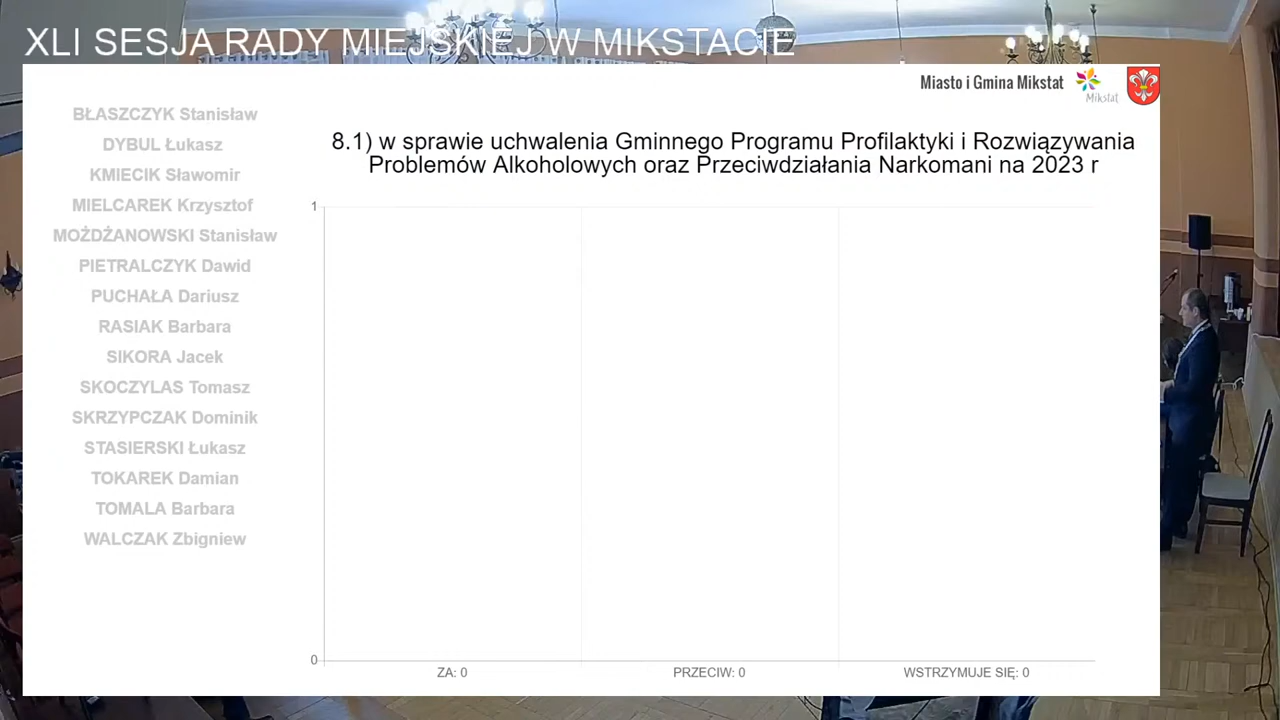 XLI SESJA RADY MIEJSKIEJ W MIKSTACIE
Miasto i Gmina Mikstat
Mikstat
BŁASZCZYK Stanisław
DYBUL Łukasz
KMIECIK Sławomir
MIELCAREK Krzysztof
MOŻDŻANOWSKI Stanisław
PIETRALCZYK Dawid
PUCHAŁA Dariusz
RASIAK Barbara
SIKORA Jacek
SKOCZYLAS Tomasz
SKRZYPCZAK Dominik
STASIERSKI Łukasz
TOKAREK Damian
TOMALA Barbara
WALCZAK Zbigniew
8.1) w sprawie uchwalenia Gminnego Programu Profilaktyki i Rozwiązywania
Problemów Alkoholowych oraz Przeciwdziałania Narkomani na 2023 r
1
0
ZA: 0
PRZECIW: 0
WSTRZYMUJE SIĘ: 0